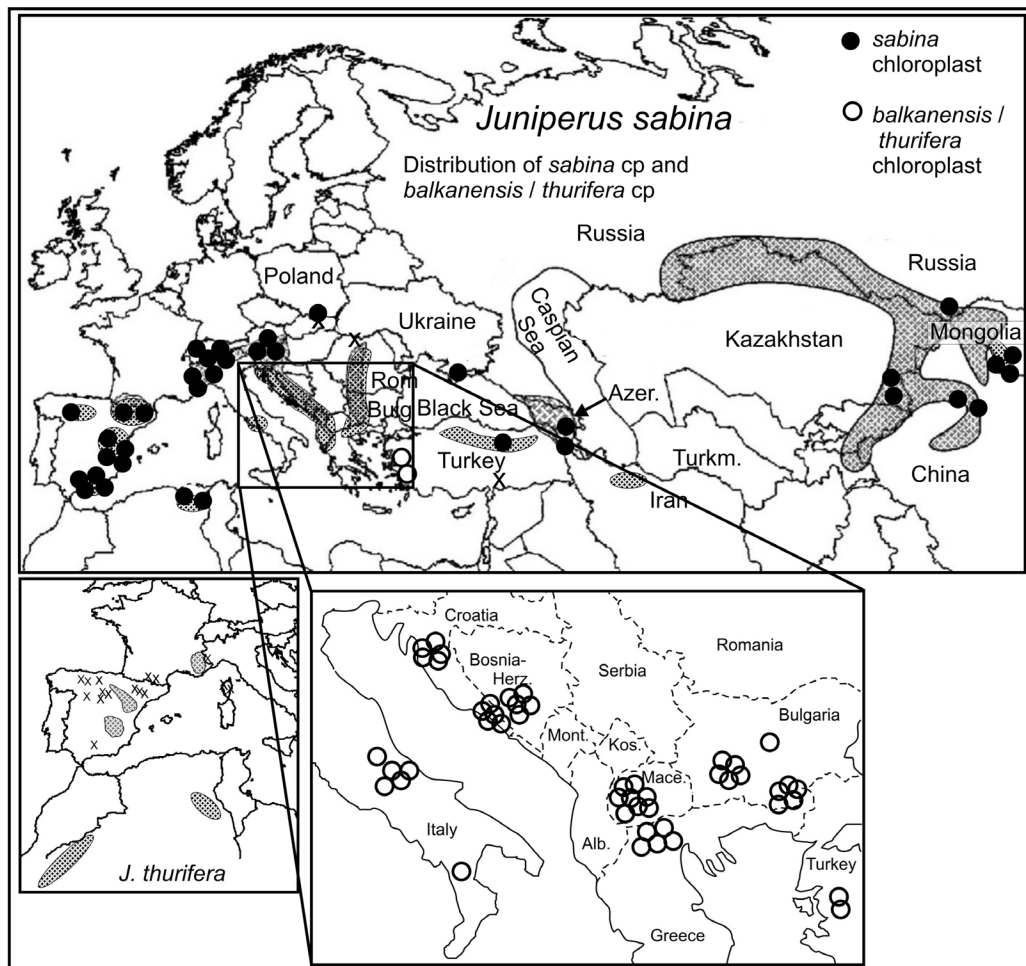 sabina
chloroplast
balkanensis /
thurifera
chloroplast
Juniperus sabina
Distribution of sabina cp and
balkanensis / thurifera cp
Russia
Russia
Poland
Ukraine
Caspian
Sea
Kazakhstan
Mongolia
Rom
Bulg
Black Sea
Azer.
Turkey
Turkm.
China
Iran
X
X
X
Croatia
Romania
Bosnia-
Herz.
Serbia
Bulgaria
Mont.
Kos.
Mace.
Italy
Alb.
Turkey
Greece
X
X X X X X X
X X X X X X
X
J. thurifera